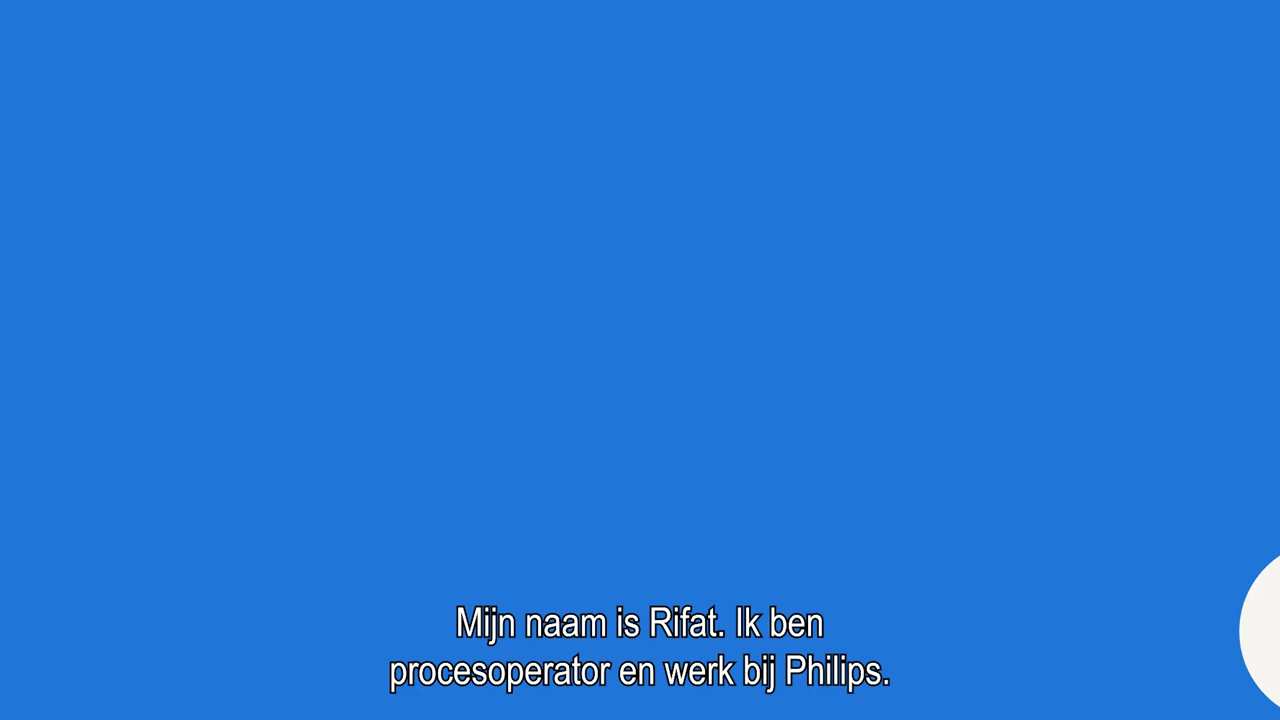 Mijn naam is Rifat. Ik ben
procesoperator en werk bij Philips.